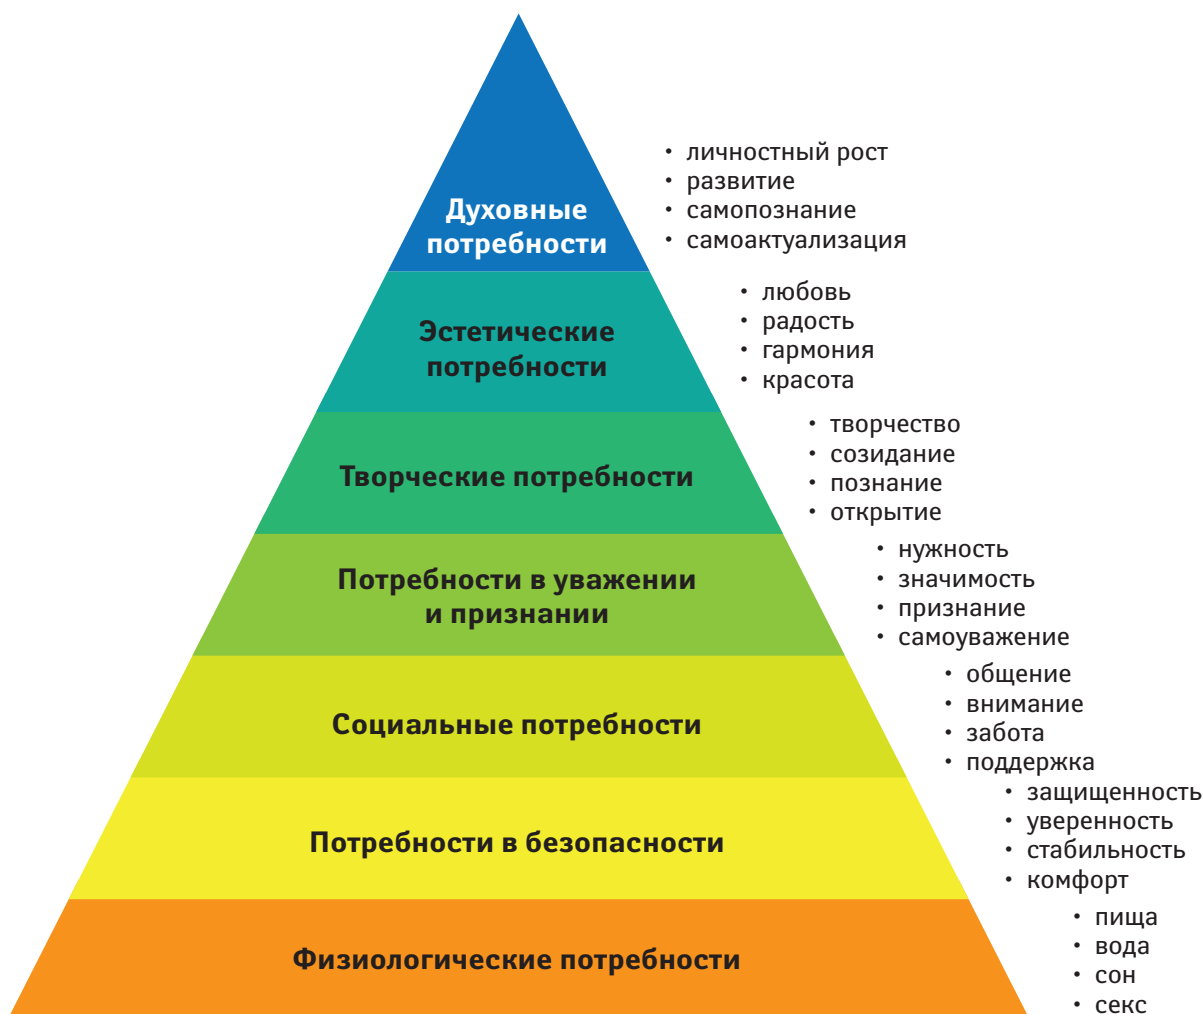 • личностный рост
• развитие
• самопознание
• самоактуализация
Духовные
потребности
• любовь
• радость
• гармония
• красота
Эстетические
потребности
• творчество
• созидание
• познание
• открытие
Творческие потребности
• нужность
• значимость
• признание
• самоуважение
Потребности в уважении
и признании
• общение
• внимание
• забота
• поддержка
Социальные потребности
• защищенность
• уверенность
• стабильность
• комфорт
Потребности в безопасности
• пища
• вода
• сон
• секс
Физиологические потребности